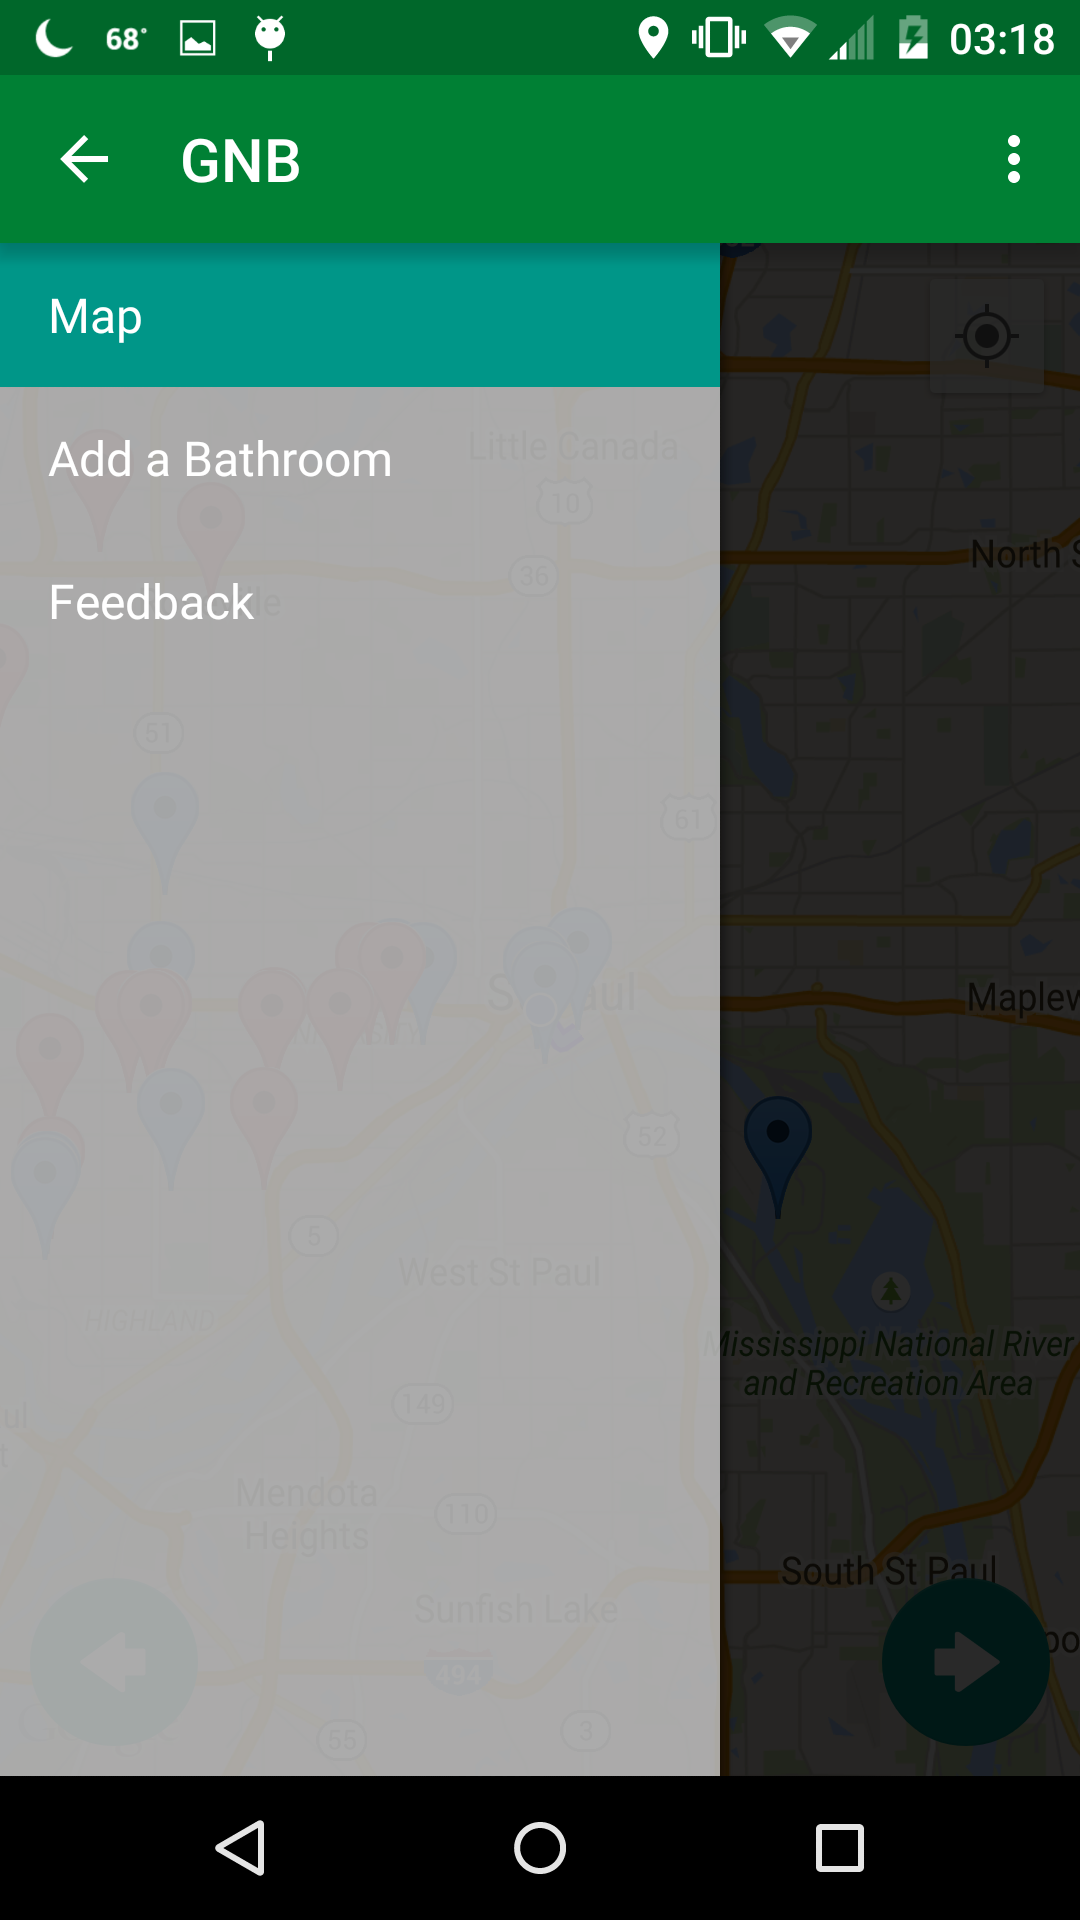 68°
03:18
GNB
Map
Little Canada
Add a Bathroom
10
North S
36
Feedback
51
61
St Paul
Maplew
52
5
West St Paul
HIGHLAND
Mississippi National River
and Recreation Area
149
ul
t
Mendota
Heights
110
South St Paul
Sunfish Lake
494
55
3